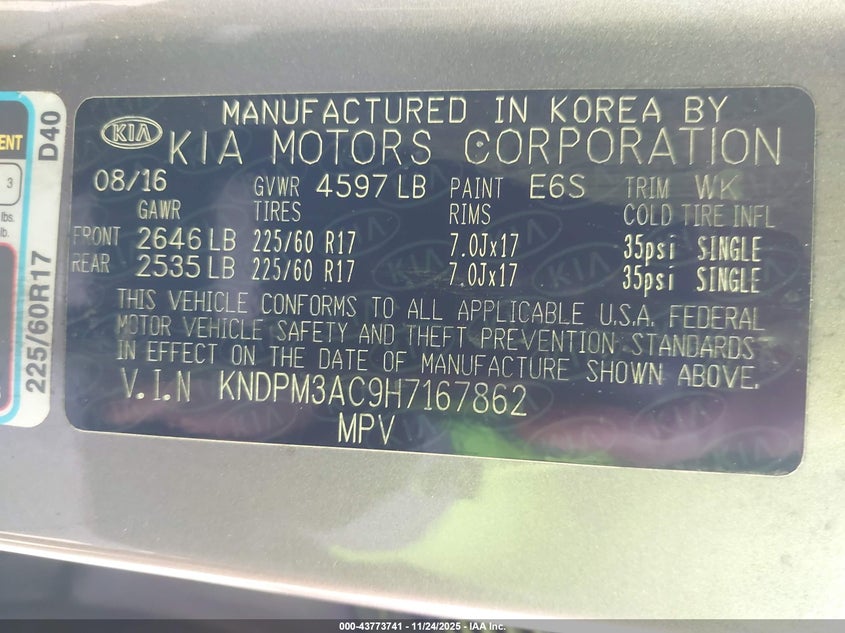 MANUFACTURED IN KOREA BY
KIA KIA MOTORS CORPORATION
08/16 GVWR 4597 LB PAINT E6S TRIM WK
GAWR TIRES RIMS COLD TIRE INFL
FRONT 2646 LB 225/60 R17 7.0Jx17 35psi SINGLE
REAR 2535 LB 225/60 R17 7.0Jx17 35psi SINGLE
THIS VEHICLE CONFORMS TO ALL APPLICABLE U.S.A. FEDERAL
MOTOR VEHICLE SAFETY AND THEFT PREVENTION STANDARDS
IN EFFECT ON THE DATE OF MANUFACTURE SHOWN ABOVE.
V.I.N KNDPM3AC9H7167862
MPV
225/60R17 D40
3
lbs.
lb.
000-43773741 - 11/24/2025 - IAA Inc.